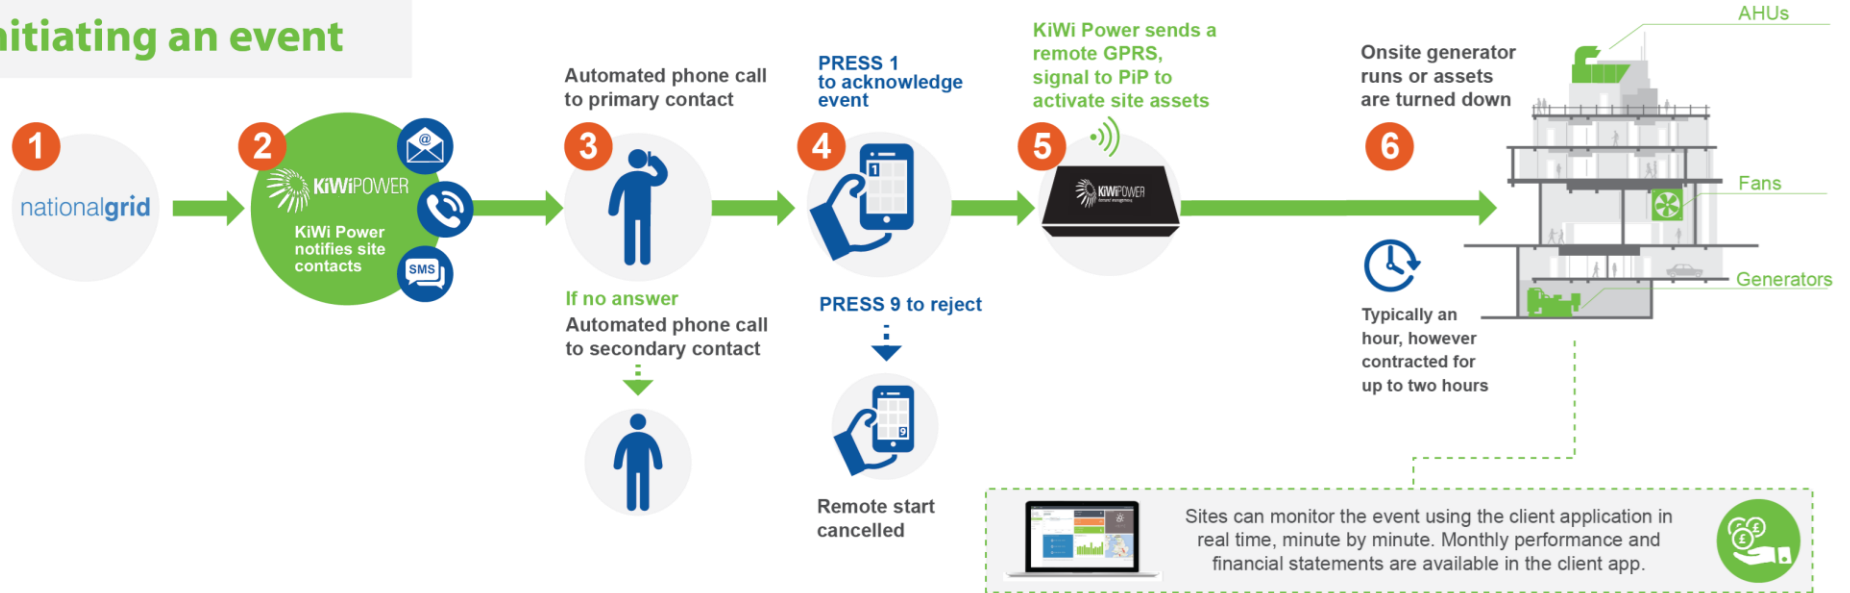 nitiating an event
1
nationalgrid
2
KiWiPOWER
KiWi Power
notifies site
contacts
@
SMS
Automated phone call
to primary contact
3
If no answer
Automated phone call
to secondary contact
PRESS 1
to acknowledge
event
4
1
PRESS 9 to reject
9
Remote start
cancelled
KiWi Power sends a
remote GPRS,
signal to PiP to
activate site assets
5
KiWiPOWER
Onsite generator
runs or assets
are turned down
6
Typically an
hour, however
contracted for
up to two hours
AHUs
Fans
Generators
Sites can monitor the event using the client application in
real time, minute by minute. Monthly performance and
financial statements are available in the client app.
£
£
£